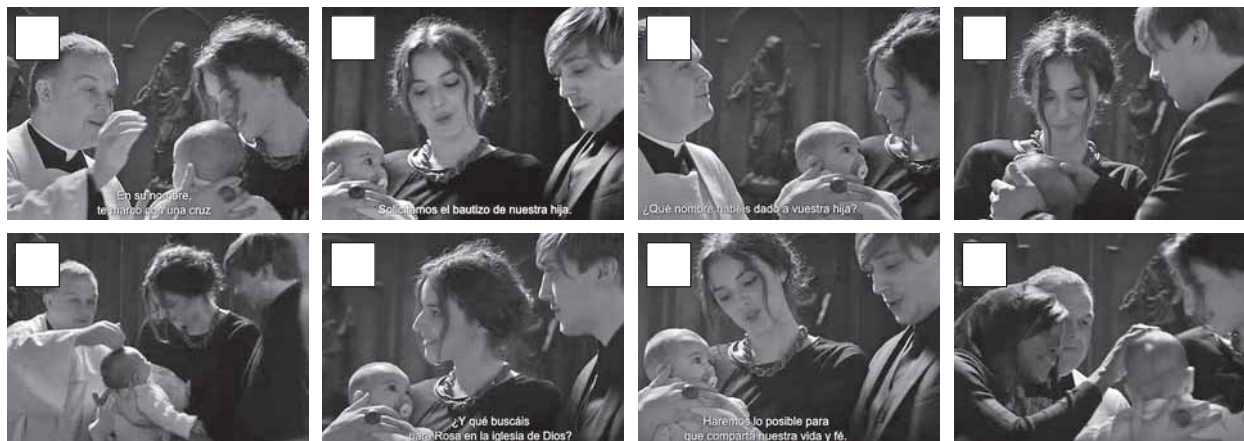 En su nombre,
te marco con una cruz
Solicitamos el bautizo de nuestra hija.
¿Qué nombre habéis dado a vuestra hija?
¿Y qué buscáis
para Rosa en la iglesia de Dios?
Haremos lo posible para
que comparta nuestra vida y fé.